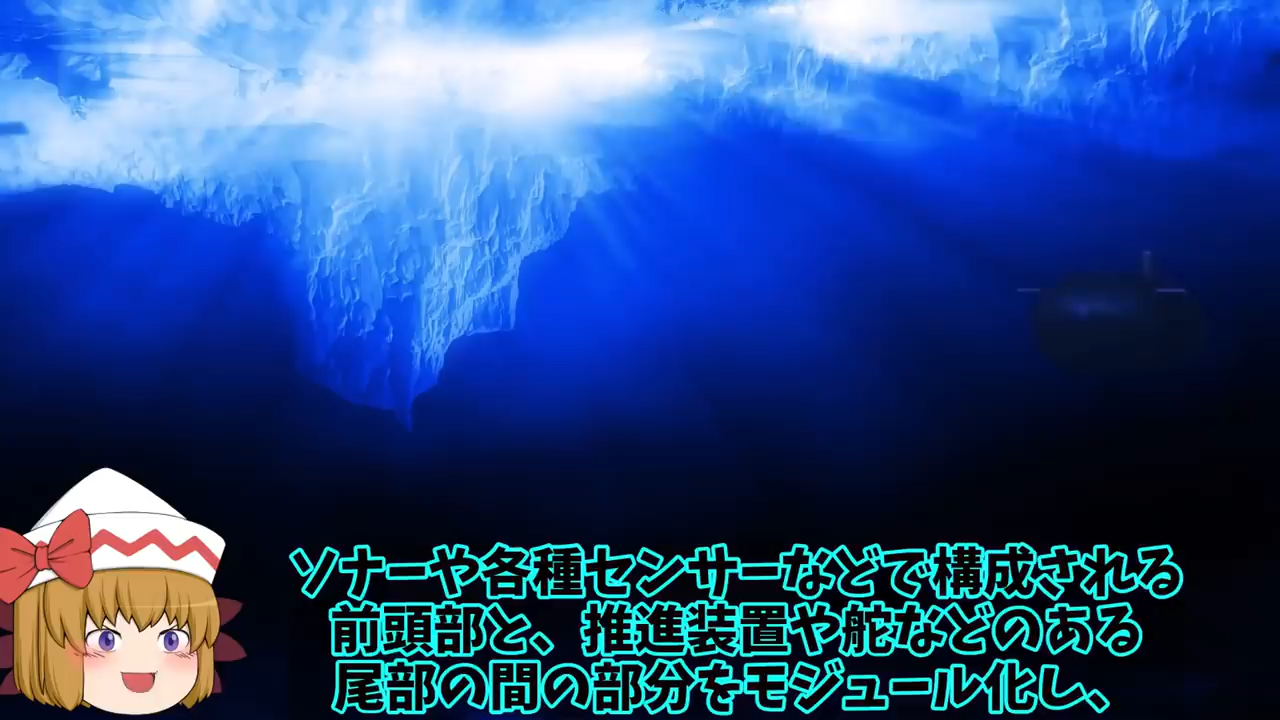 ソナーや各種センサーなどで構成される
前頭部と、推進装置や舵などのある
尾部の間の部分をモジュール化し、